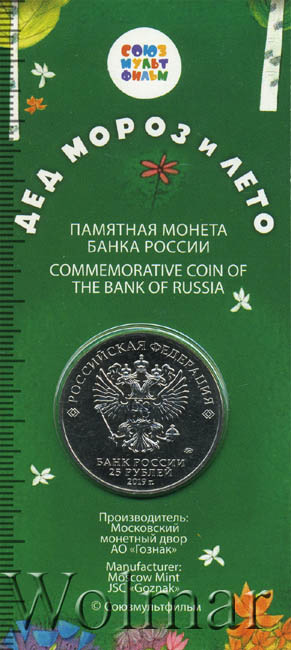 СОЮЗ
МУЛЬТ
ФИЛЬМ
ДЕД МОРОЗ И ЛЕТО
ПАМЯТНАЯ МОНЕТА
БАНКА РОССИИ
COMMEMORATIVE COIN OF
THE BANK OF RUSSIA
РОССИЙСКАЯ ФЕДЕРАЦИЯ
БАНК РОССИИ
25 РУБЛЕЙ
2019 г.
Производитель:
Московский
монетный двор
АО «Гознак»
Manufacturer:
Moscow Mint
JSC «Goznak»
© Союзмультфильм
Wolmar